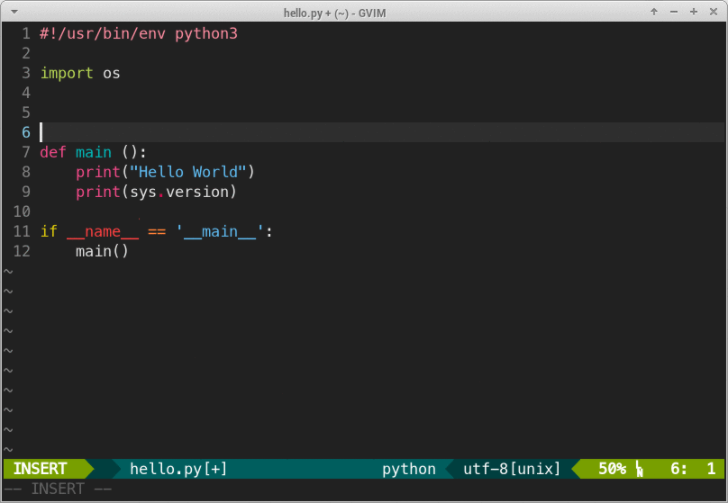 hello.py + (~) - GVIM
1 #!/usr/bin/env python3
2
3 import os
4
5
6
7 def main ():
8     print("Hello World")
9     print(sys.version)
10
11 if __name__ == '__main__':
12     main()
~
~
~
~
~
~
~
~
~
~
INSERT hello.py[+] python utf-8[unix] 50% ㏑ 6: 1
-- INSERT --